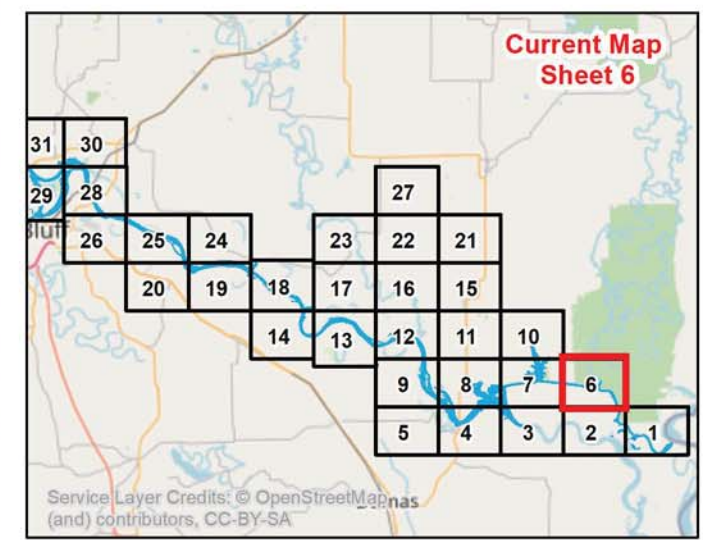 Current Map
Sheet 6
31 30
29 28 27
Bluff
26 25 24 23 22 21
20 19 18 17 16 15
14 13 12 11 10
9 8 7 6
5 4 3 2 1
Service Layer Credits: © OpenStreetMap
(and) contributors, CC-BY-SA